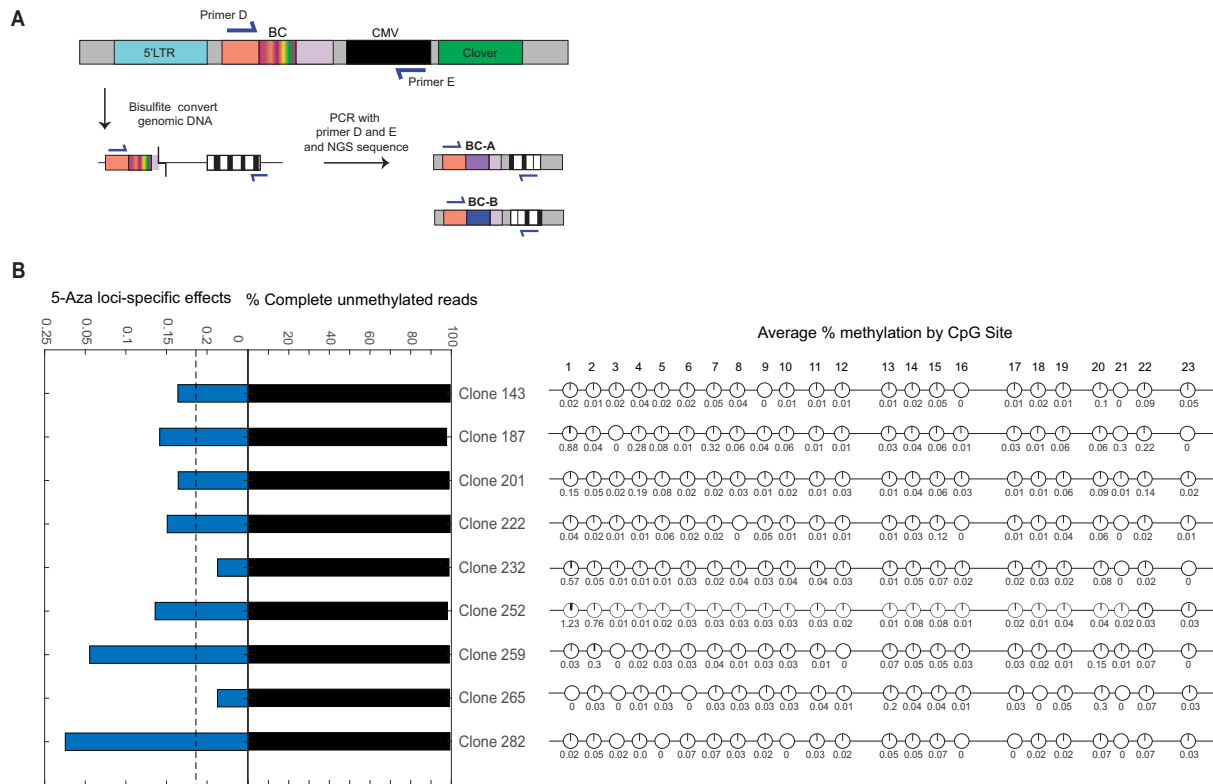 A
Primer D
BC
CMV
5'LTR
Clover
Primer E
Bisulfite convert
genomic DNA
PCR with
primer D and E
and NGS sequence
BC-A
BC-B
B
5-Aza loci-specific effects
% Complete unmethylated reads
0.25
0.05
0.1
0.15
0.2
0
20
40
60
80
100
Average % methylation by CpG Site
1 2 3 4 5 6 7 8 9 10 11 12 13 14 15 16 17 18 19 20 21 22 23
Clone 143
0.02 0.01 0.02 0.04 0.02 0.02 0.05 0.04 0 0.01 0.01 0.01 0.01 0.02 0.05 0 0.01 0.02 0.01 0.1 0 0.09 0.05
Clone 187
0.88 0.04 0 0.28 0.08 0.01 0.32 0.06 0.04 0.06 0.01 0.01 0.03 0.04 0.06 0.01 0.03 0.01 0.06 0.06 0.3 0.22 0
Clone 201
0.15 0.05 0.02 0.19 0.08 0.02 0.02 0.03 0.01 0.02 0.01 0.03 0.01 0.04 0.06 0.03 0.01 0.01 0.06 0.09 0.01 0.14 0.02
Clone 222
0.04 0.02 0.01 0.01 0.04 0.01 0.02 0 0.05 0.01 0.01 0.01 0.01 0.03 0.12 0 0.01 0.01 0.04 0.06 0 0.02 0.01
Clone 232
0.57 0.05 0.01 0.01 0.01 0.03 0.02 0.04 0.03 0.04 0.04 0.03 0.01 0.05 0.07 0.02 0.02 0.03 0.02 0.08 0 0.02 0
Clone 252
1.23 0.76 0.01 0.01 0.02 0.03 0.03 0.03 0.03 0.03 0.03 0.02 0.01 0.08 0.08 0.01 0.02 0.02 0.02 0.04 0.02 0.03 0.03
Clone 259
0.03 0.3 0 0.02 0.03 0.03 0.04 0.01 0.03 0.03 0.01 0 0.07 0.05 0.05 0.03 0.03 0.02 0.01 0.15 0.01 0.07 0
Clone 265
0 0.03 0 0.01 0.03 0 0.03 0.03 0.03 0.03 0.04 0.01 0.2 0.04 0.04 0.01 0.03 0 0.05 0.3 0 0.07 0.03
Clone 282
0.02 0.05 0.02 0.0 0 0.07 0.07 0.03 0.02 0 0.03 0.02 0.05 0.05 0.07 0 0 0.02 0.02 0.07 0 0.07 0.03